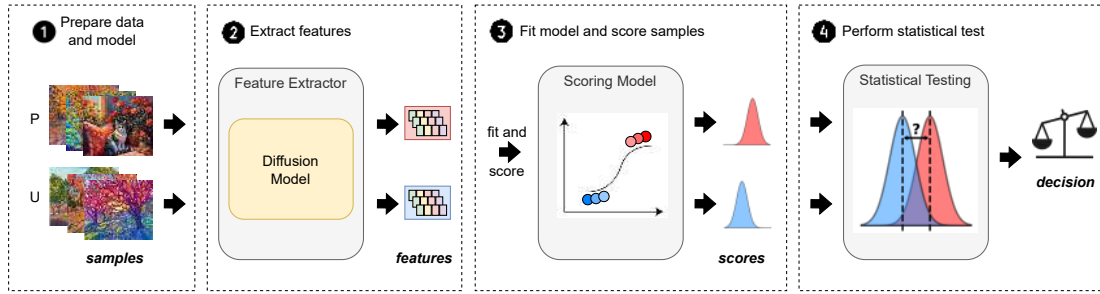 1 Prepare data
and model
P
U
samples
2 Extract features
Feature Extractor
Diffusion
Model
features
3 Fit model and score samples
fit and
score
Scoring Model
scores
4 Perform statistical test
Statistical Testing
?
decision